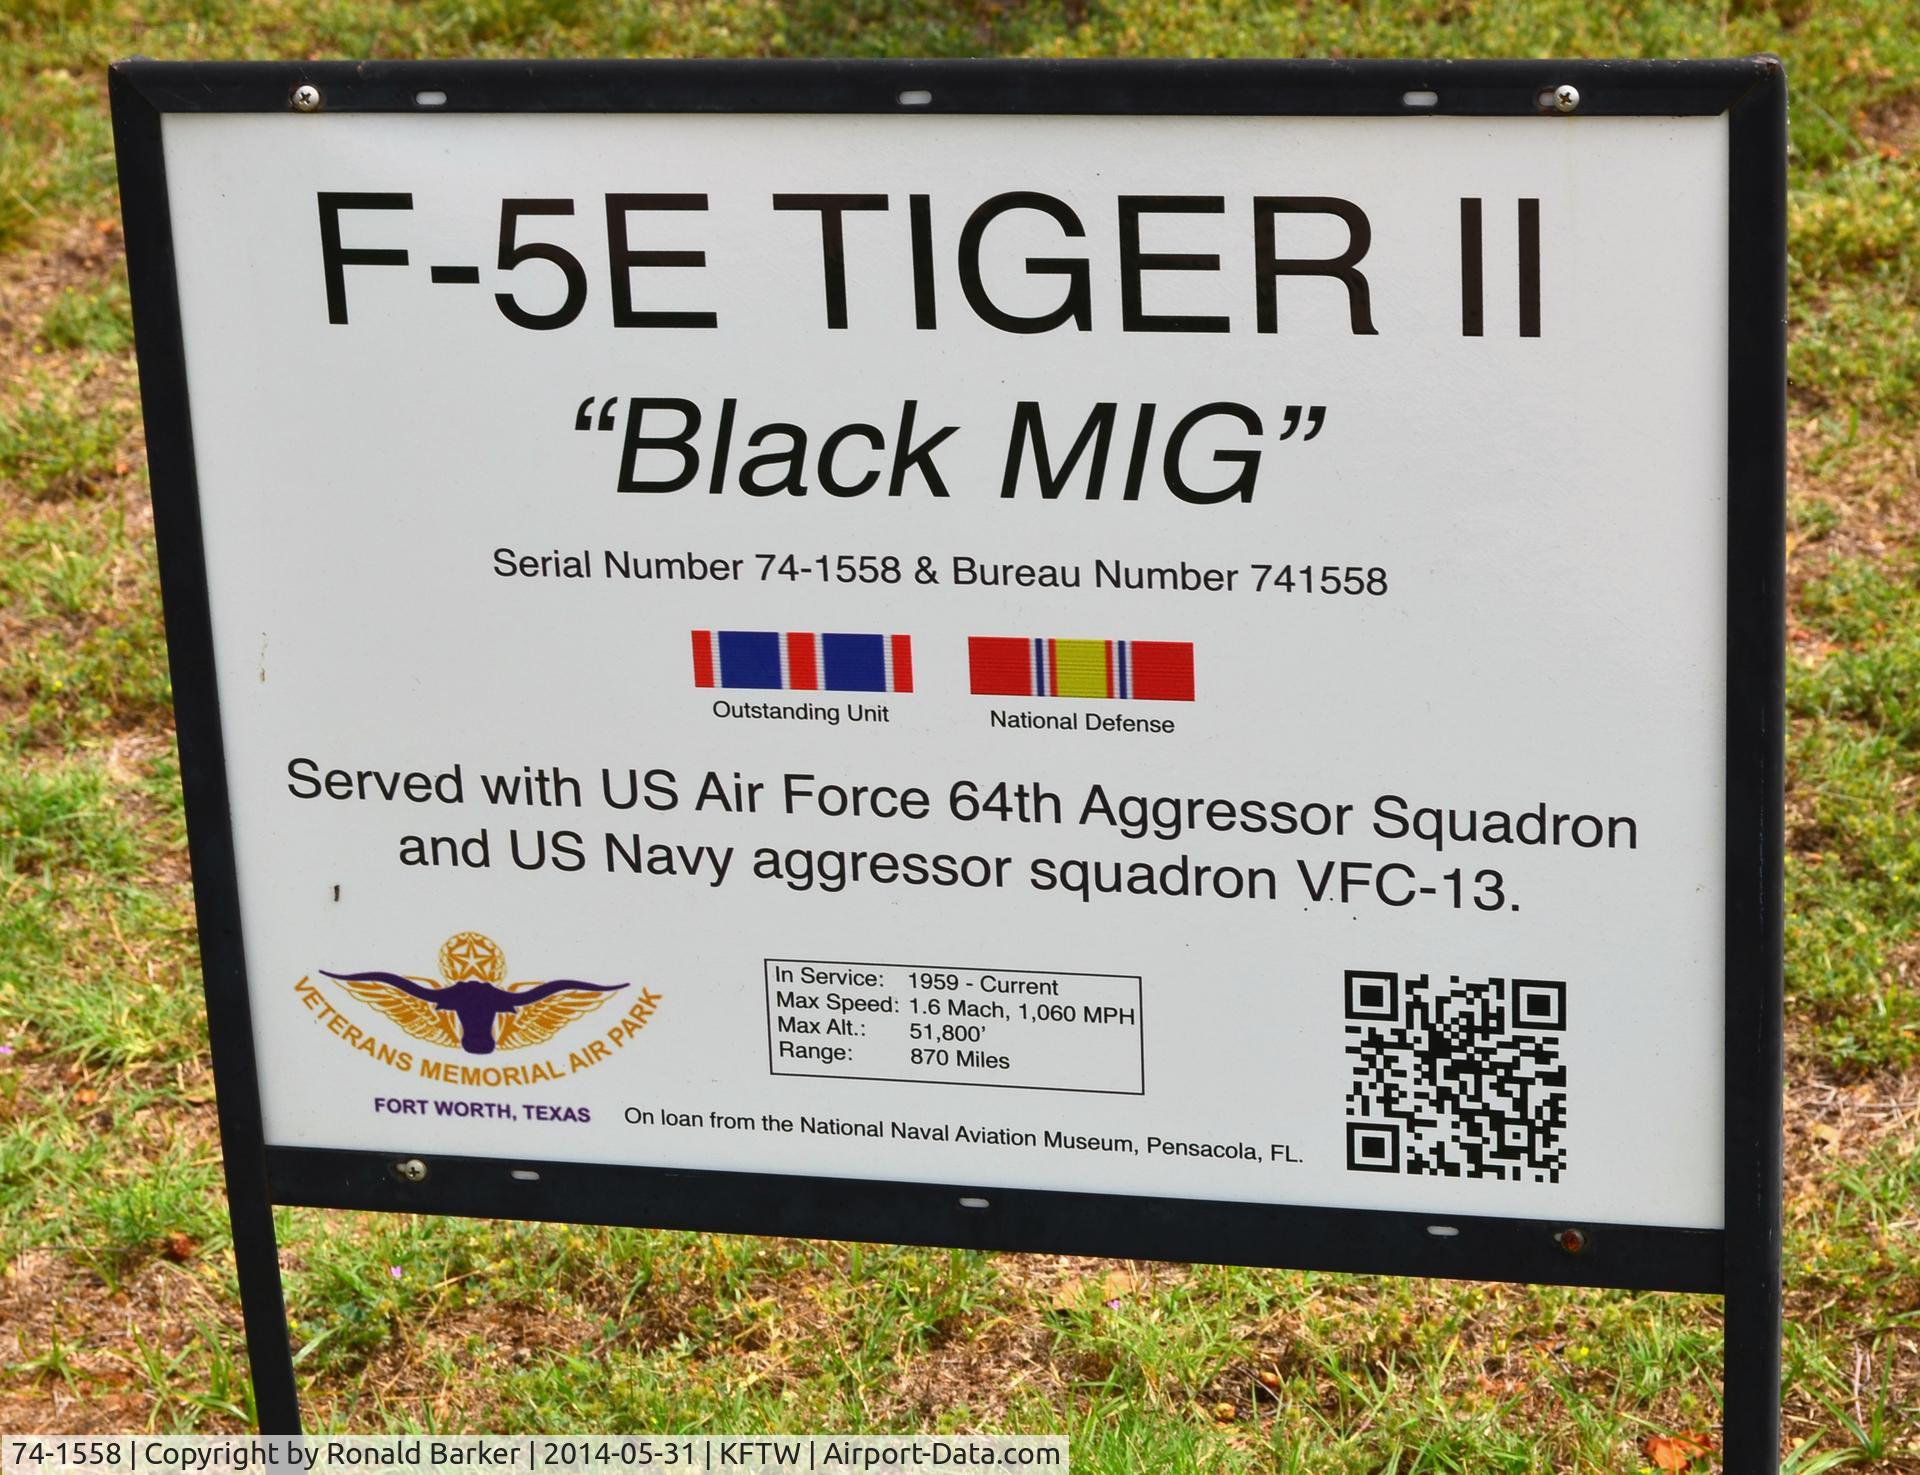 F-5E TIGER II
“Black MIG”
Serial Number 74-1558 & Bureau Number 741558
Outstanding Unit
National Defense
Served with US Air Force 64th Aggressor Squadron
and US Navy aggressor squadron VFC-13.
VETERANS MEMORIAL AIR PARK
FORT WORTH, TEXAS
In Service: 1959 - Current
Max Speed: 1.6 Mach, 1,060 MPH
Max Alt.: 51,800’
Range: 870 Miles
On loan from the National Naval Aviation Museum, Pensacola, FL.
74-1558 | Copyright by Ronald Barker | 2014-05-31 | KFTW | Airport-Data.com